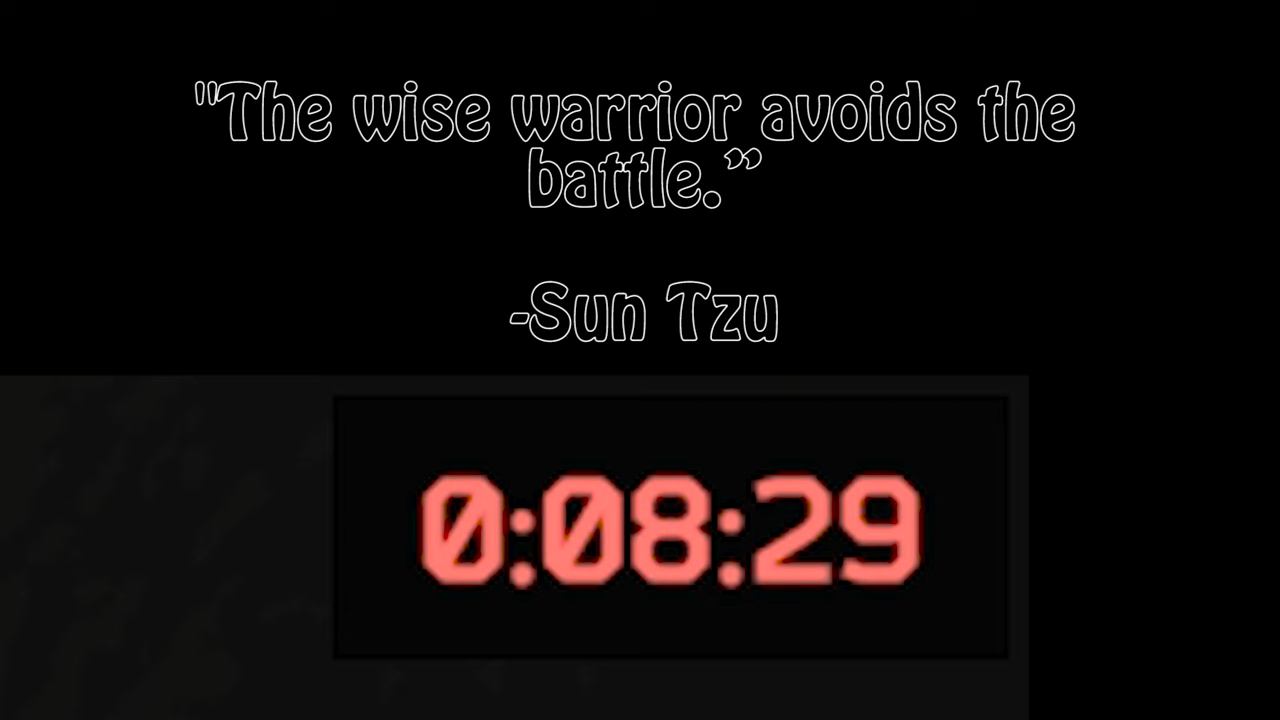 "The wise warrior avoids the
battle.”
-Sun Tzu
0:08:29